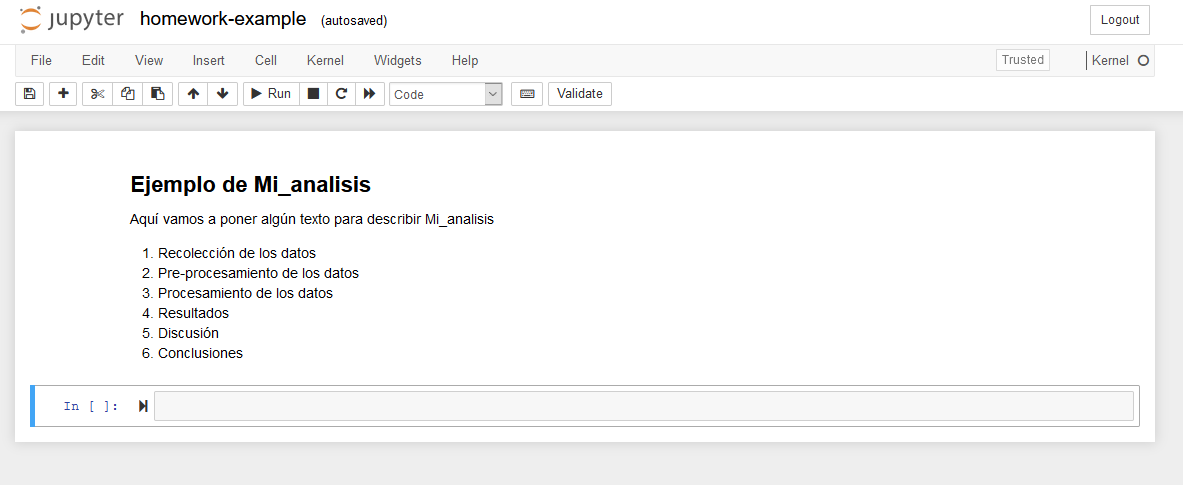 jupyter homework-example (autosaved) Logout
File Edit View Insert Cell Kernel Widgets Help Trusted Kernel
Run Code Validate
Ejemplo de Mi_analisis
Aquí vamos a poner algún texto para describir Mi_analisis
1. Recolección de los datos
2. Pre-procesamiento de los datos
3. Procesamiento de los datos
4. Resultados
5. Discusión
6. Conclusiones
In [ ]: